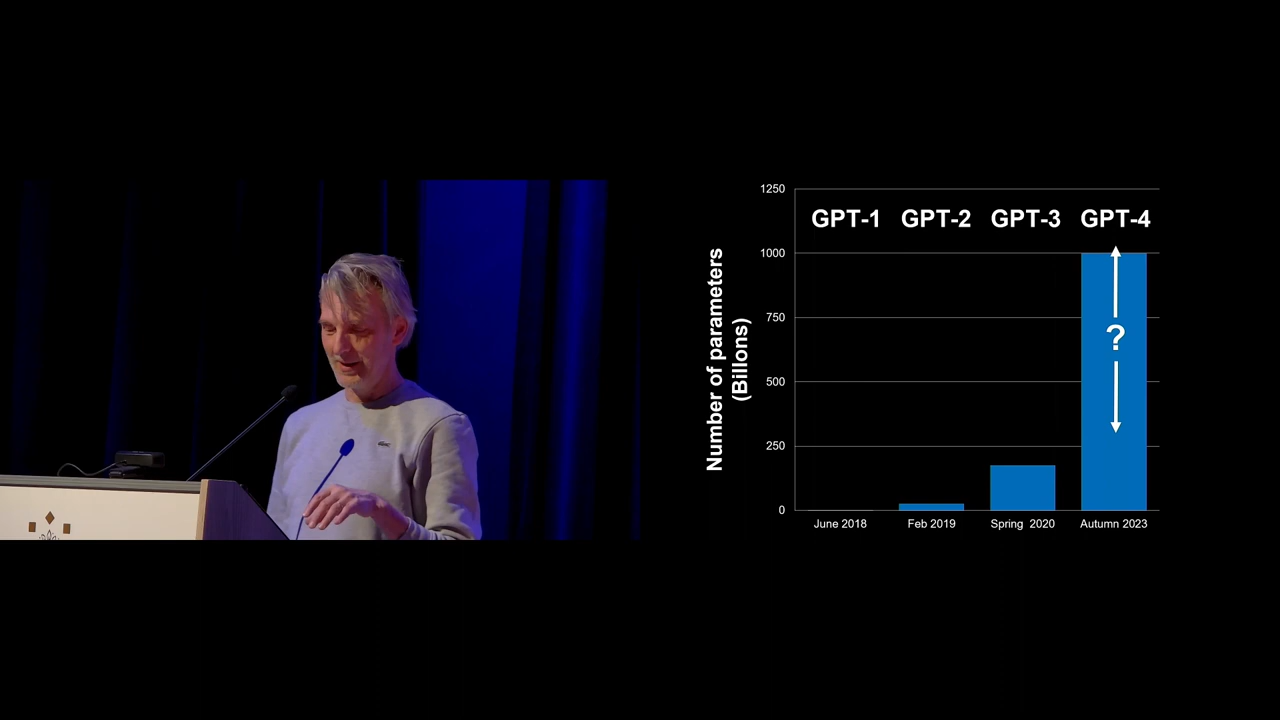 1250
GPT-1 GPT-2 GPT-3 GPT-4
1000
750
?
500
250
0
Number of parameters
(Billons)
June 2018 Feb 2019 Spring 2020 Autumn 2023